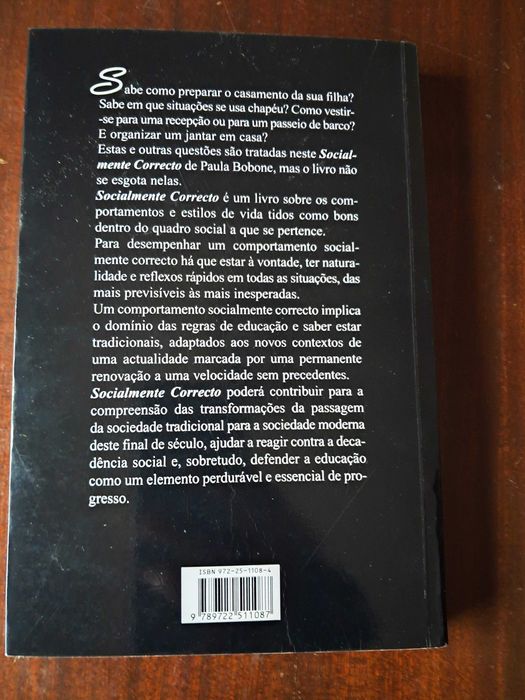 Sabe como preparar o casamento da sua filha?
Sabe em que situações se usa chapéu? Como vestir-
-se para uma recepção ou para um passeio de barco?
E organizar um jantar em casa?
Estas e outras questões são tratadas neste Social-
mente Correcto de Paula Bobone, mas o livro não
se esgota nelas.
Socialmente Correcto é um livro sobre os com-
portamentos e estilos de vida tidos como bons
dentro do quadro social a que se pertence.
Para desempenhar um comportamento social-
mente correcto há que estar à vontade, ter natura-
lidade e reflexos rápidos em todas as situações, das
mais previsíveis às mais inesperadas.
Um comportamento socialmente correcto implica
o domínio das regras de educação e saber estar
tradicionais, adaptados aos novos contextos de
uma actualidade marcada por uma permanente
renovação a uma velocidade sem precedentes.
Socialmente Correcto poderá contribuir para a
compreensão das transformações da passagem
da sociedade tradicional para a sociedade moderna
deste final de século, ajudar a reagir contra a deca-
dência social e, sobretudo, defender a educação
como um elemento perdurável e essencial de pro-
gresso.
ISBN 972-25-1108-4
9 789722 511087